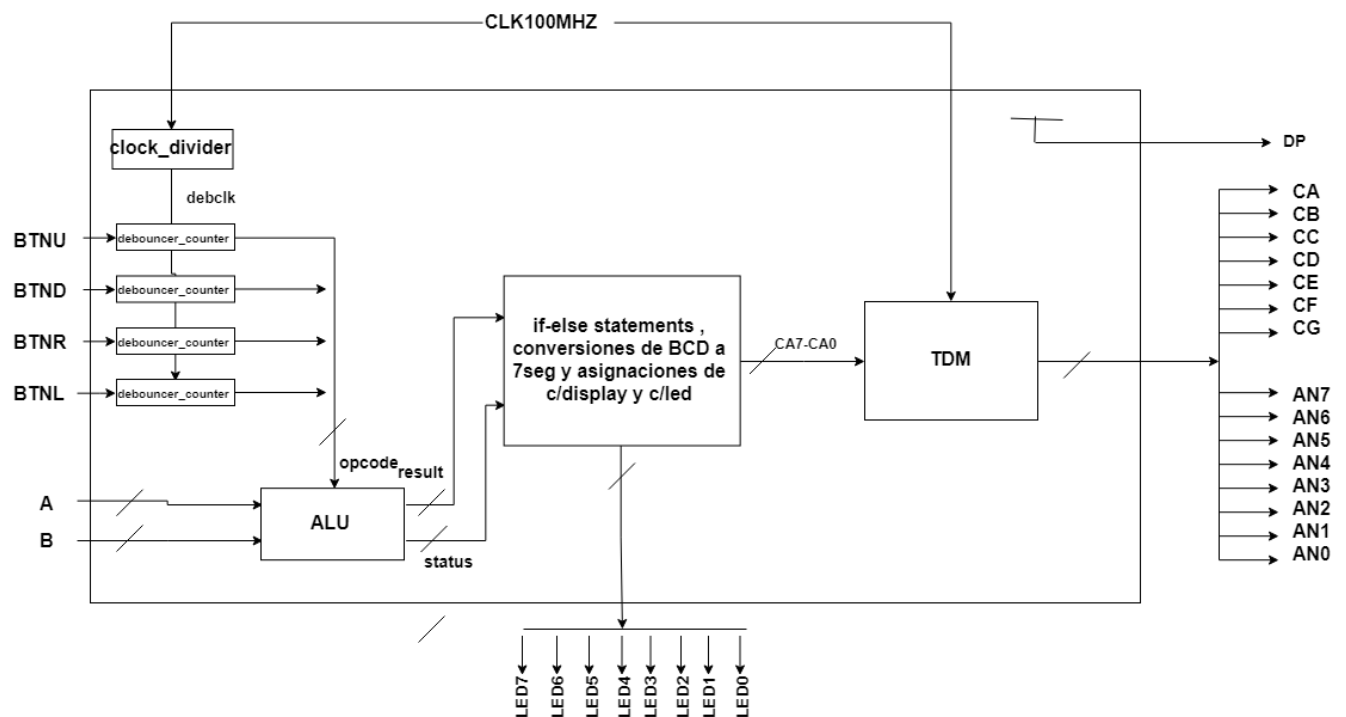 CLK100MHZ
clock_divider
debclk
BTNU
debouncer_counter
BTND
debouncer_counter
BTNR
debouncer_counter
BTNL
debouncer_counter
opcode
result
A
B
ALU
status
if-else statements ,
conversiones de BCD a
7seg y asignaciones de
c/display y c/led
CA7-CA0
TDM
DP
CA
CB
CC
CD
CE
CF
CG
AN7
AN6
AN5
AN4
AN3
AN2
AN1
AN0
LED7
LED6
LED5
LED4
LED3
LED2
LED1
LED0